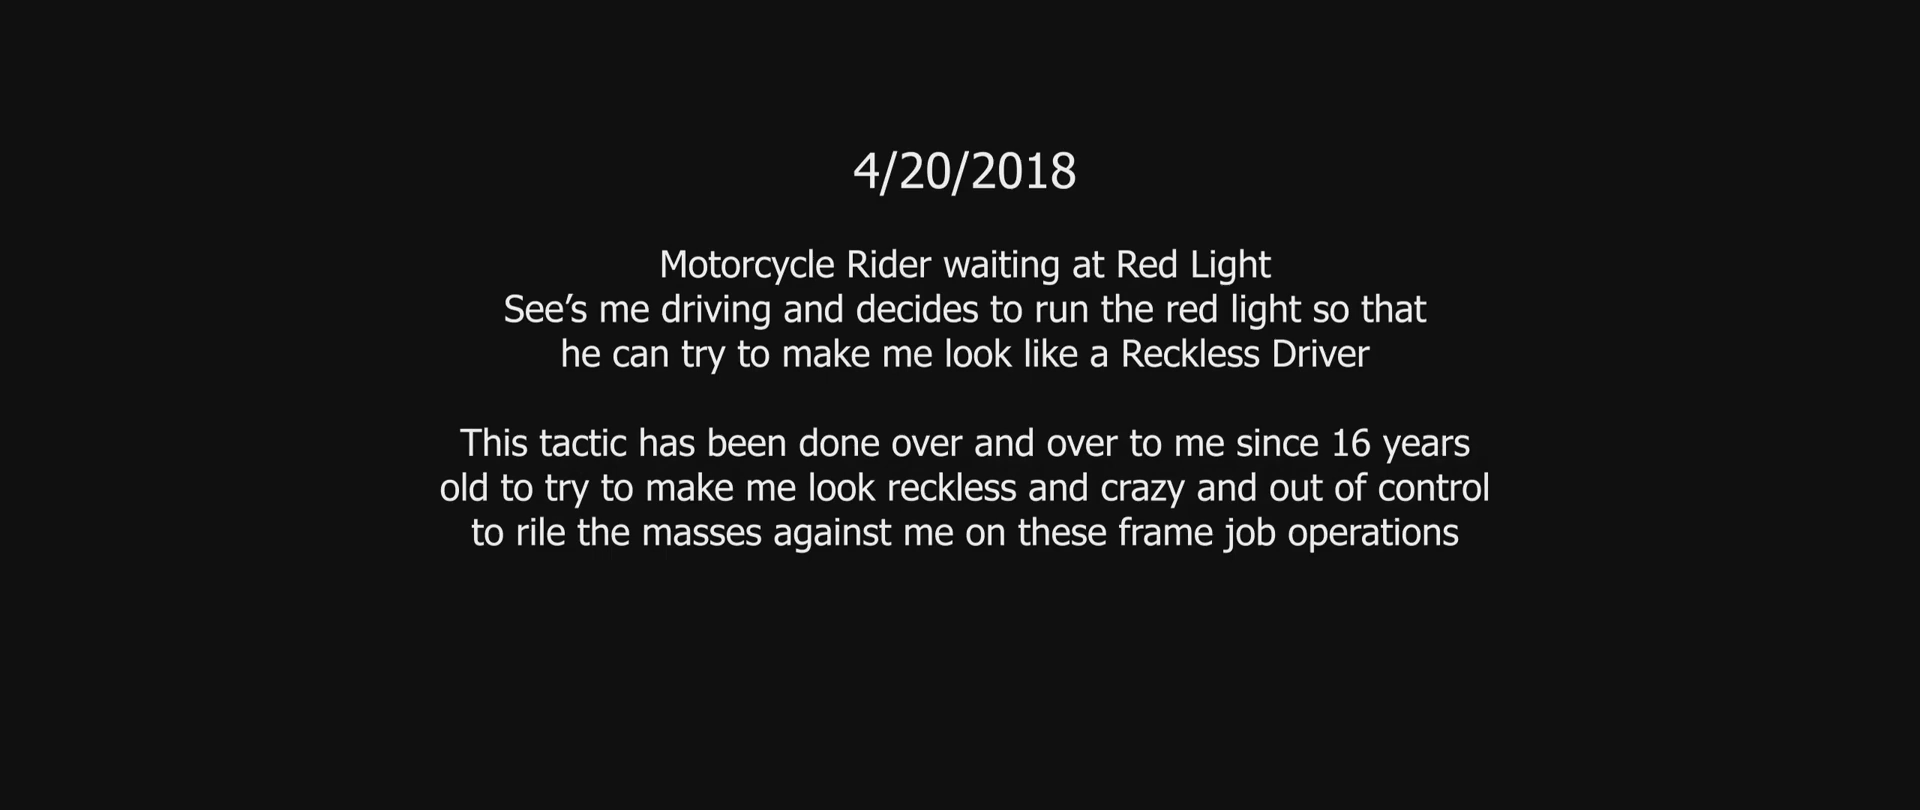 4/20/2018
Motorcycle Rider waiting at Red Light
See’s me driving and decides to run the red light so that
he can try to make me look like a Reckless Driver
This tactic has been done over and over to me since 16 years
old to try to make me look reckless and crazy and out of control
to rile the masses against me on these frame job operations